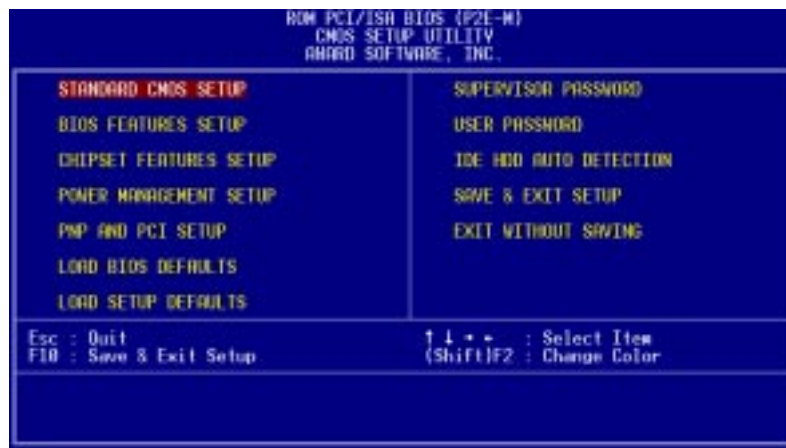 ROM PCI/ISA BIOS (P2E-M)
CMOS SETUP UTILITY
AWARD SOFTWARE, INC.
STANDARD CMOS SETUP
BIOS FEATURES SETUP
CHIPSET FEATURES SETUP
POWER MANAGEMENT SETUP
PNP AND PCI SETUP
LOAD BIOS DEFAULTS
LOAD SETUP DEFAULTS
SUPERVISOR PASSWORD
USER PASSWORD
IDE HDD AUTO DETECTION
SAVE & EXIT SETUP
EXIT WITHOUT SAVING
Esc : Quit
F10 : Save & Exit Setup
↑ ↓ → ← : Select Item
(Shift)F2 : Change Color